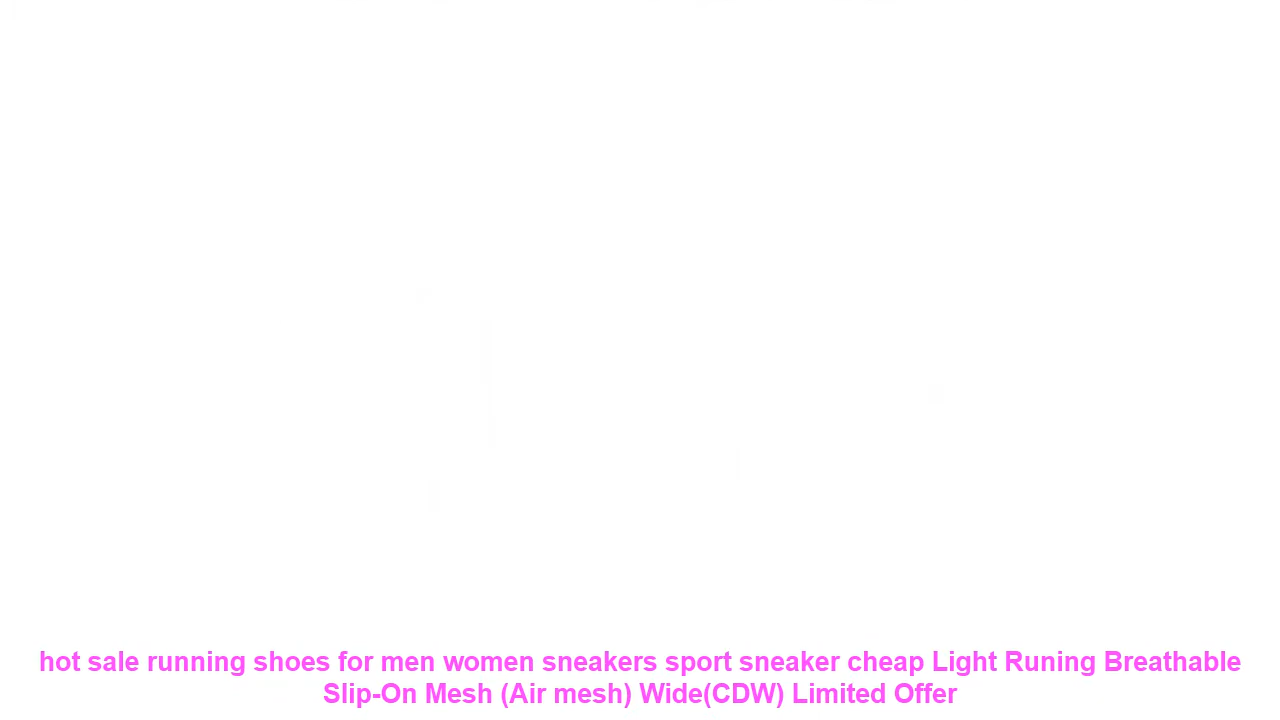 hot sale running shoes for men women sneakers sport sneaker cheap Light Runing Breathable
Slip-On Mesh (Air mesh) Wide(CDW) Limited Offer